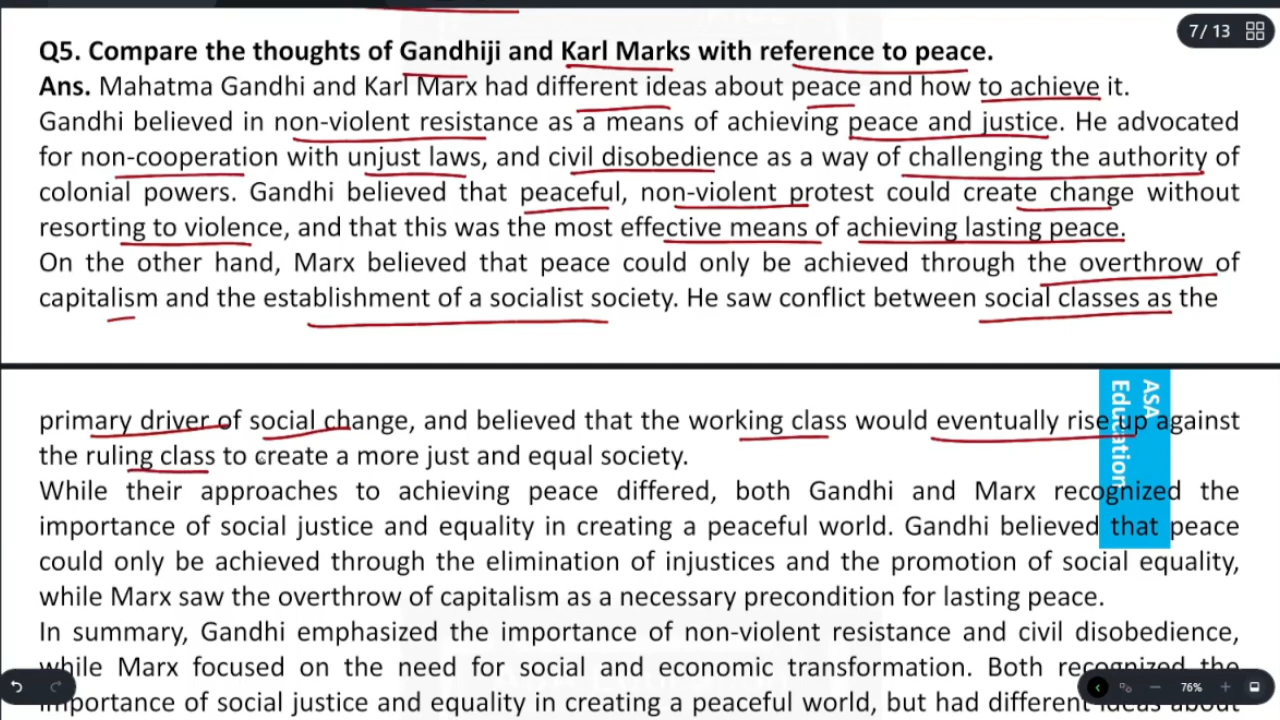 7 / 13
Q5. Compare the thoughts of Gandhiji and Karl Marks with reference to peace.
Ans. Mahatma Gandhi and Karl Marx had different ideas about peace and how to achieve it.
Gandhi believed in non-violent resistance as a means of achieving peace and justice. He advocated
for non-cooperation with unjust laws, and civil disobedience as a way of challenging the authority of
colonial powers. Gandhi believed that peaceful, non-violent protest could create change without
resorting to violence, and that this was the most effective means of achieving lasting peace.
On the other hand, Marx believed that peace could only be achieved through the overthrow of
capitalism and the establishment of a socialist society. He saw conflict between social classes as the
primary driver of social change, and believed that the working class would eventually rise up against
the ruling class to create a more just and equal society.
While their approaches to achieving peace differed, both Gandhi and Marx recognized the
importance of social justice and equality in creating a peaceful world. Gandhi believed that peace
could only be achieved through the elimination of injustices and the promotion of social equality,
while Marx saw the overthrow of capitalism as a necessary precondition for lasting peace.
In summary, Gandhi emphasized the importance of non-violent resistance and civil disobedience,
while Marx focused on the need for social and economic transformation. Both recognized the
importance of social justice and equality in creating a peaceful world, but had different ideas about
ASA
Education
76%